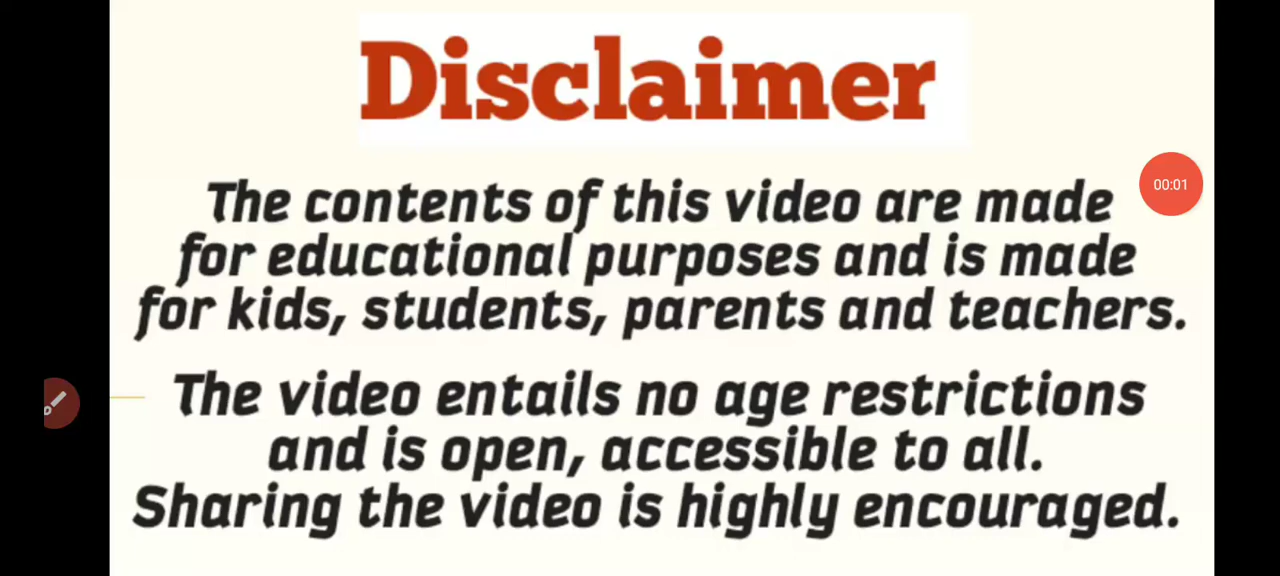 Disclaimer
The contents of this video are made
for educational purposes and is made
for kids, students, parents and teachers.
The video entails no age restrictions
and is open, accessible to all.
Sharing the video is highly encouraged.
00:01